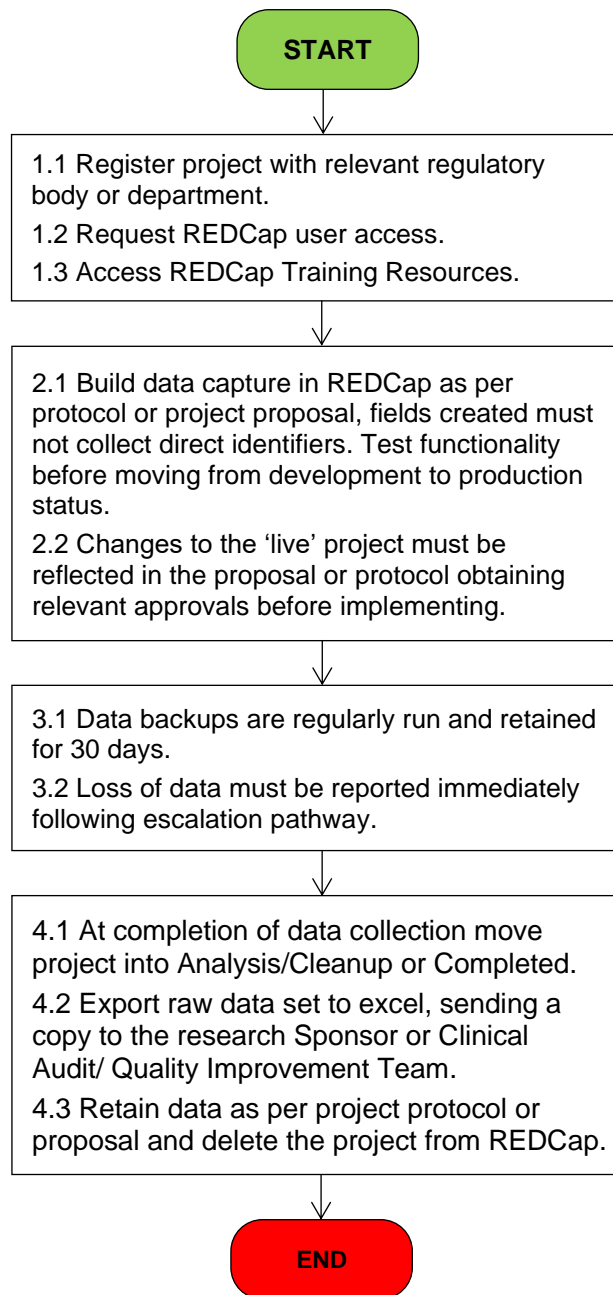 START
1.1 Register project with relevant regulatory
body or department.
1.2 Request REDCap user access.
1.3 Access REDCap Training Resources.
2.1 Build data capture in REDCap as per
protocol or project proposal, fields created must
not collect direct identifiers. Test functionality
before moving from development to production
status.
2.2 Changes to the ‘live’ project must be
reflected in the proposal or protocol obtaining
relevant approvals before implementing.
3.1 Data backups are regularly run and retained
for 30 days.
3.2 Loss of data must be reported immediately
following escalation pathway.
4.1 At completion of data collection move
project into Analysis/Cleanup or Completed.
4.2 Export raw data set to excel, sending a
copy to the research Sponsor or Clinical
Audit/ Quality Improvement Team.
4.3 Retain data as per project protocol or
proposal and delete the project from REDCap.
END